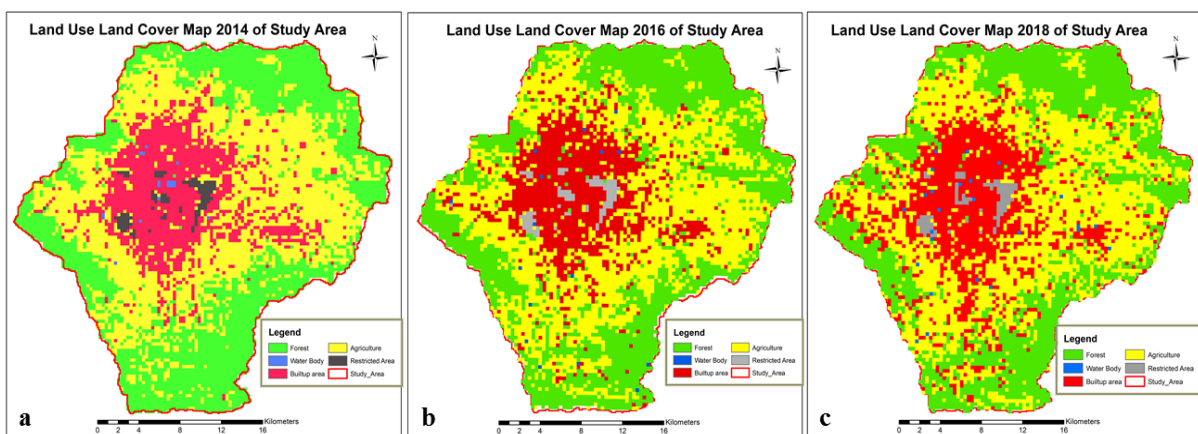 Land Use Land Cover Map 2014 of Study Area
Legend
Forest Agriculture
Water Body Restricted Area
Builtup area Study_Area
a
Kilometers
0 2 4 8 12 16
Land Use Land Cover Map 2016 of Study Area
Legend
Forest Agriculture
Water Body Restricted Area
Builtup area Study_Area
b
Kilometers
0 2 4 8 12 16
Land Use Land Cover Map 2018 of Study Area
Legend
Forest Agriculture
Water Body Restricted Area
Builtup area Study_Area
c
Kilometers
0 2 4 8 12 16